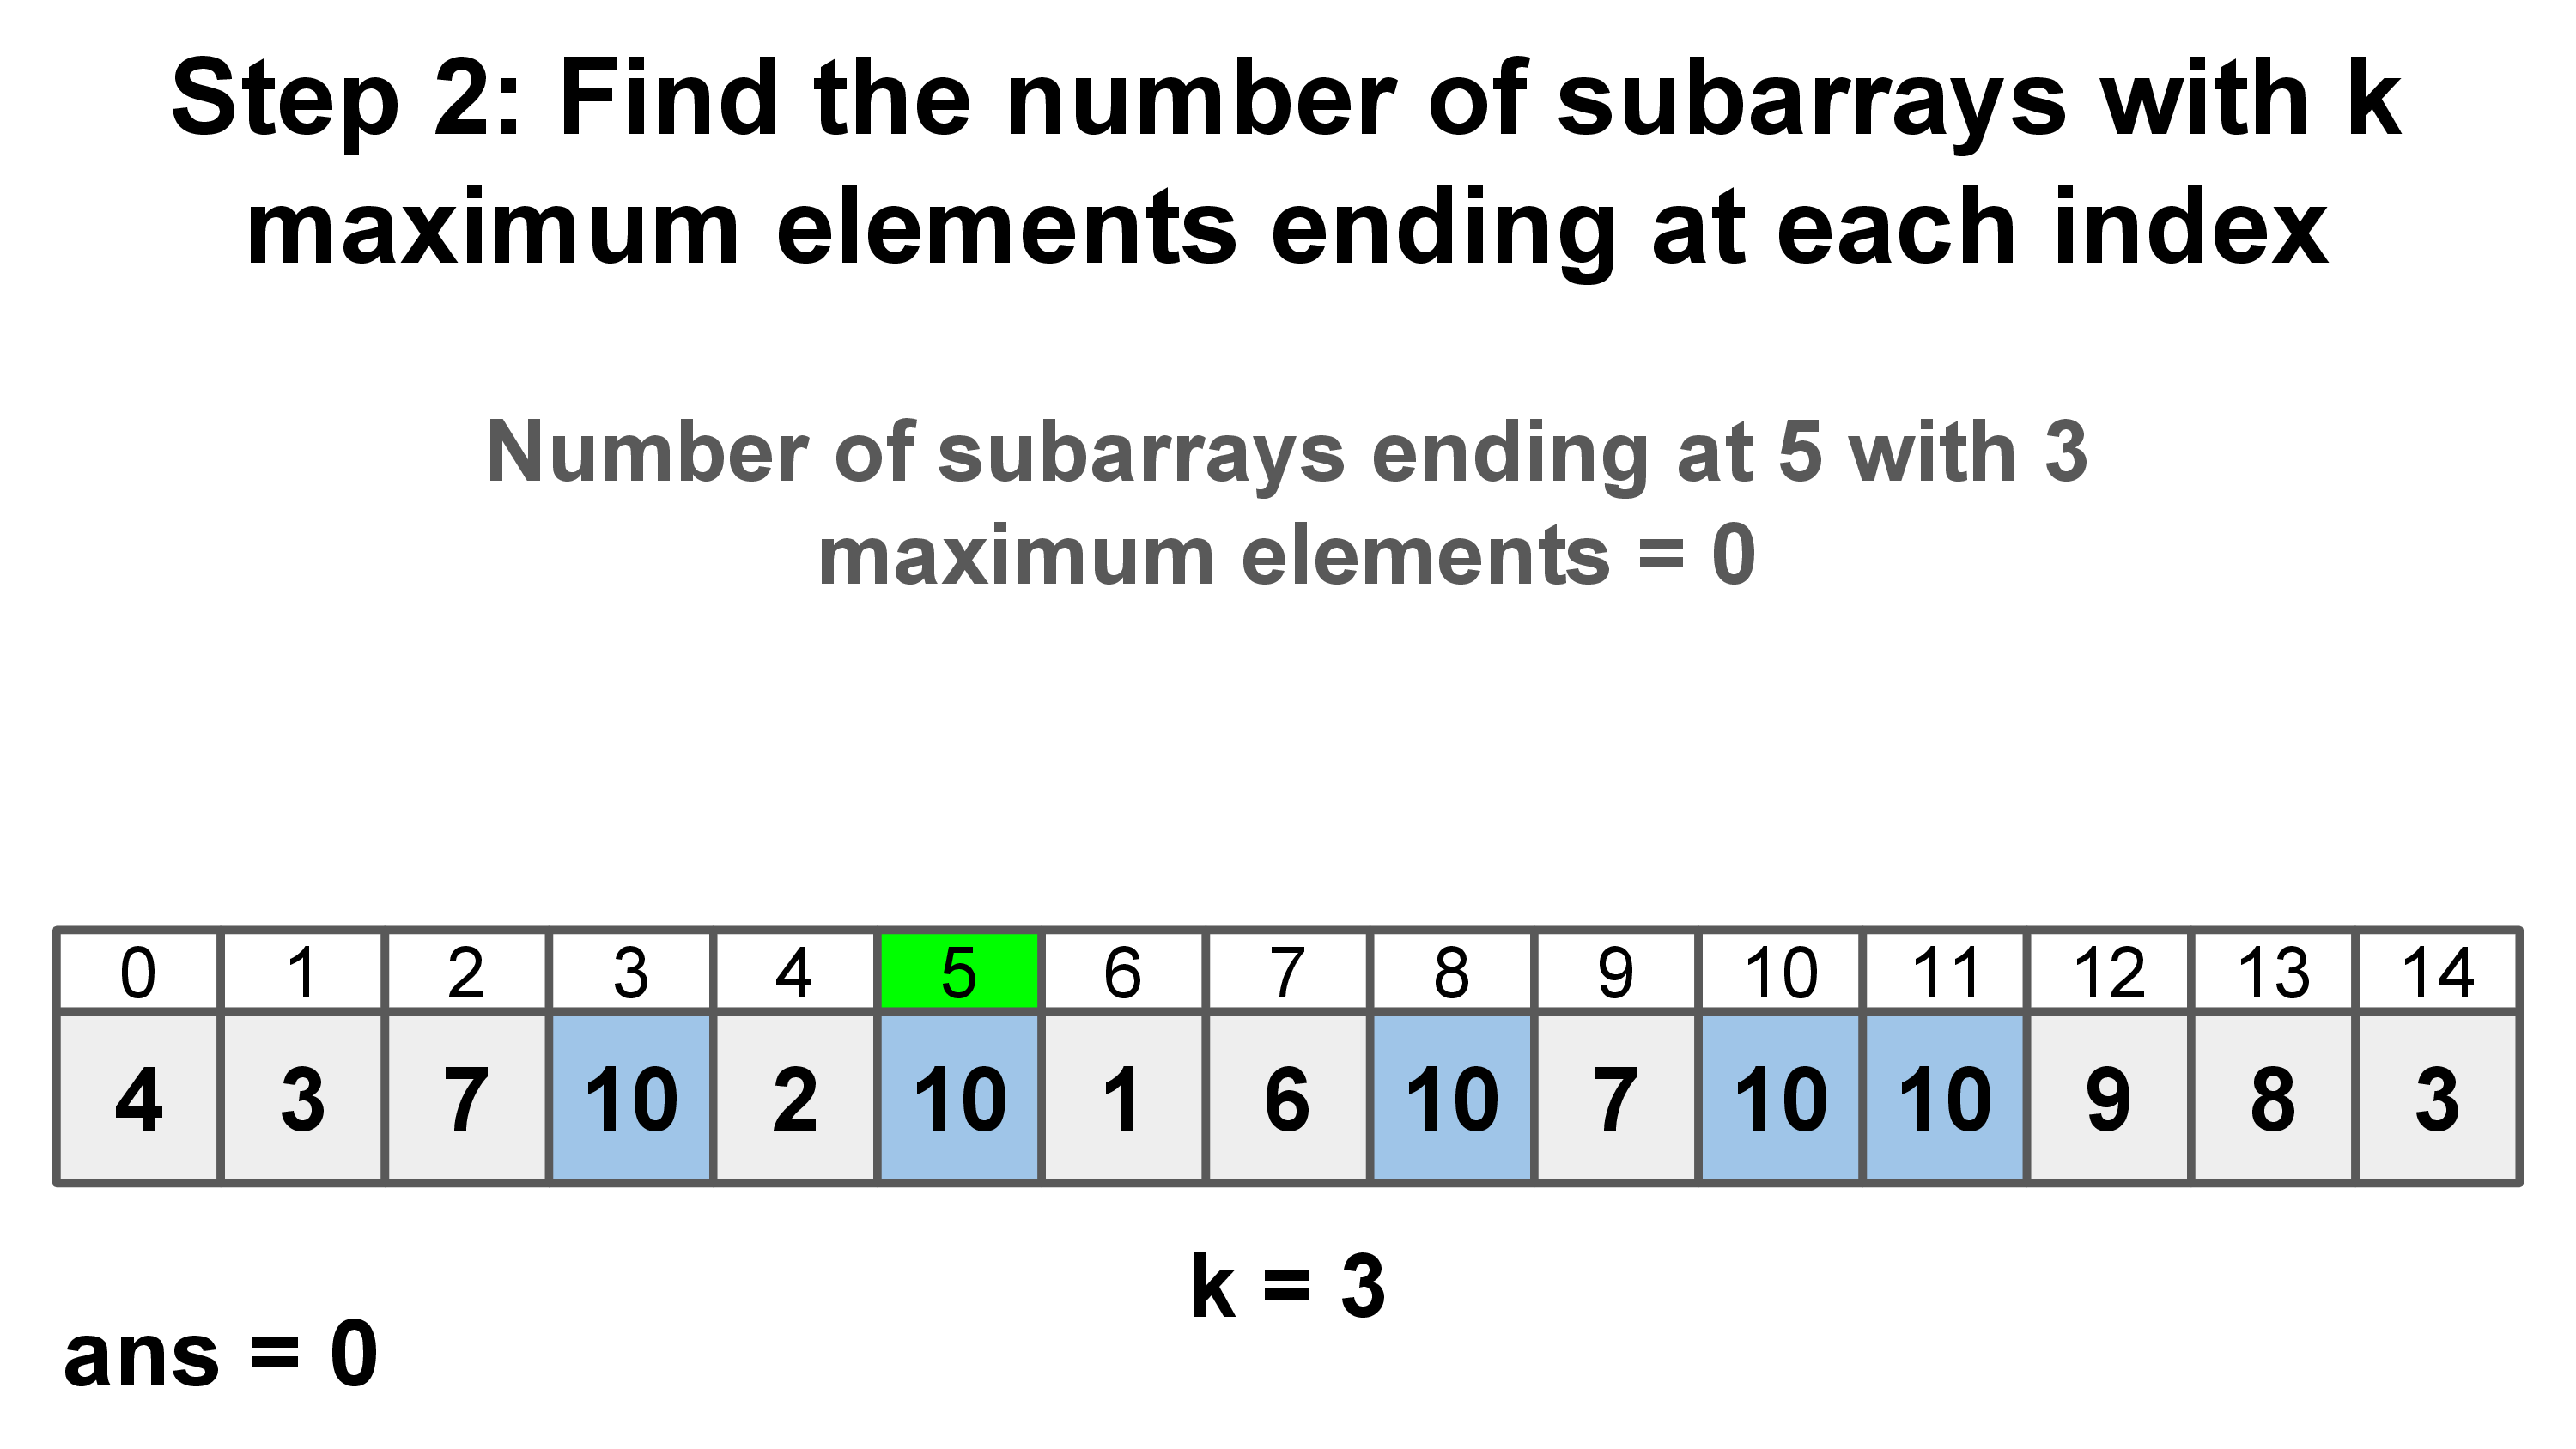 Step 2: Find the number of subarrays with k
maximum elements ending at each index
Number of subarrays ending at 5 with 3
maximum elements = 0
0 1 2 3 4 5 6 7 8 9 10 11 12 13 14
4 3 7 10 2 10 1 6 10 7 10 10 9 8 3
k = 3
ans = 0